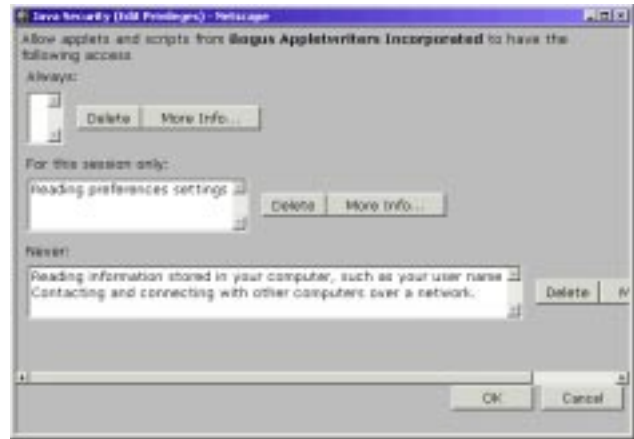 Java Security (Edit Privileges) - Netscape
Allow applets and scripts from Bogus Appletwriters Incorporated to have the
following access
Always:
Delete More Info...
For this session only:
Reading preferences settings
Delete More Info...
Never:
Reading information stored in your computer, such as your user name
Contacting and connecting with other computers over a network.
Delete M
OK Cancel